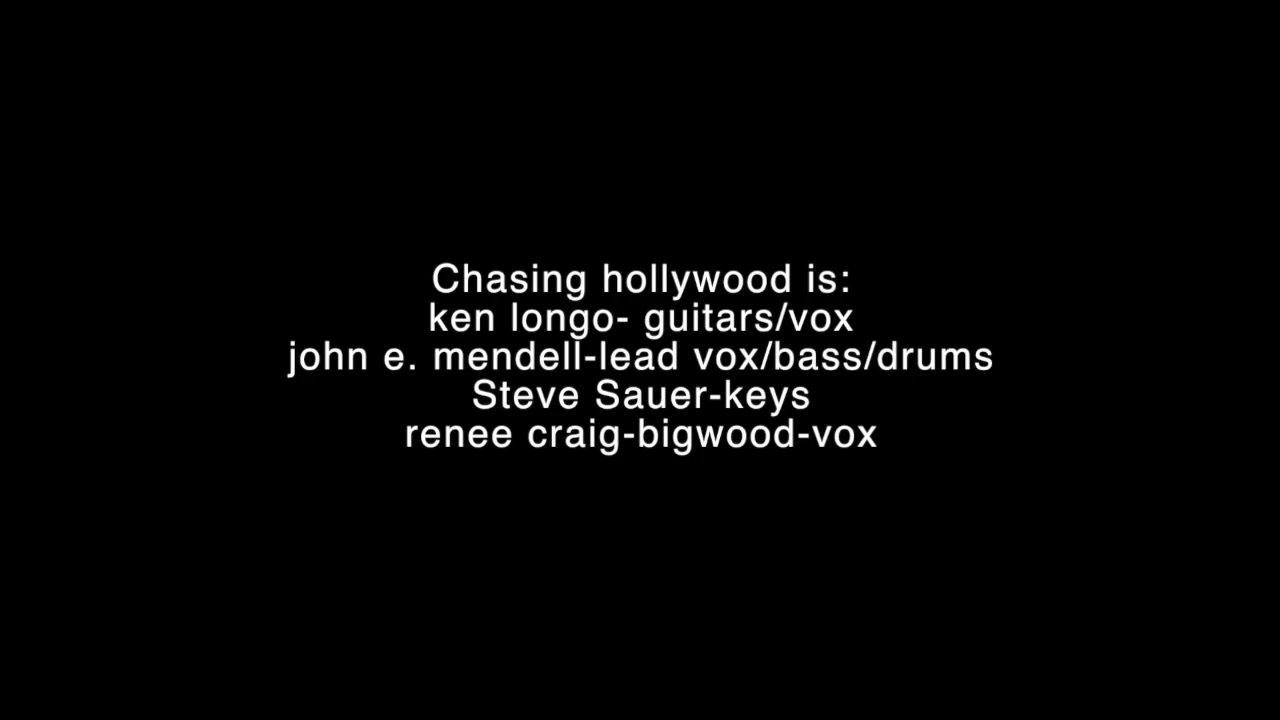 Chasing hollywood is:
ken longo- guitars/vox
john e. mendell-lead vox/bass/drums
Steve Sauer-keys
renee craig-bigwood-vox